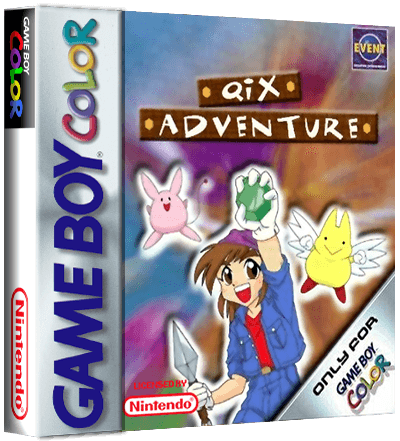 GAME BOY
COLOR
Nintendo
GAME BOY COLOR
EVENT
QiX
ADVENTURE
LICENSED BY
Nintendo
ONLY FOR
GAME BOY
COLOR